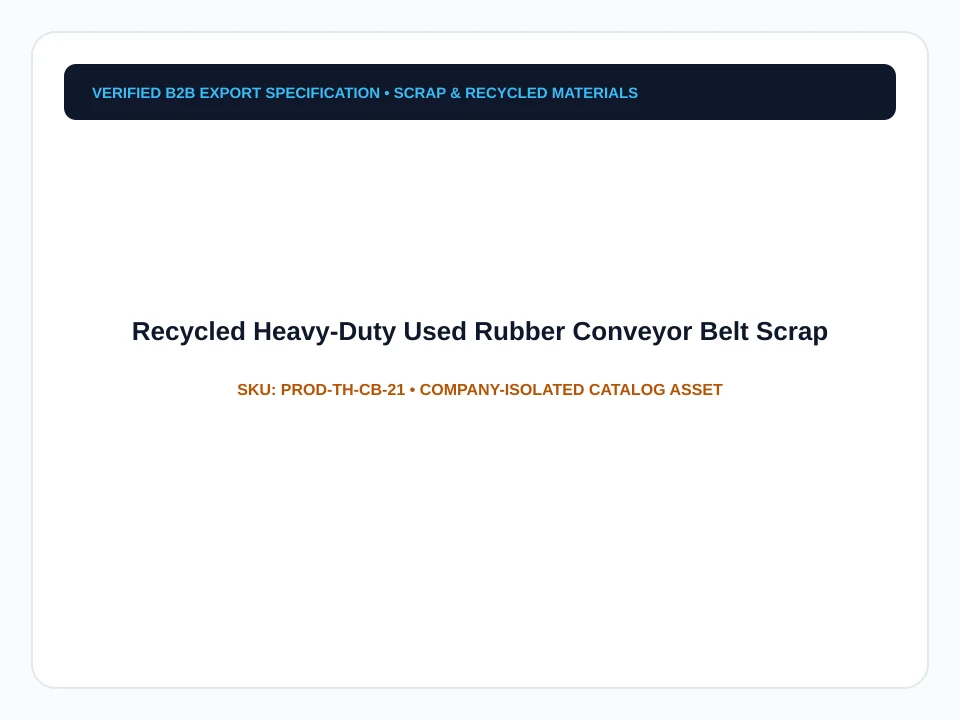 VERIFIED B2B EXPORT SPECIFICATION • SCRAP & RECYCLED MATERIALS
Recycled Heavy-Duty Used Rubber Conveyor Belt Scrap
SKU: PROD-TH-CB-21 • COMPANY-ISOLATED CATALOG ASSET